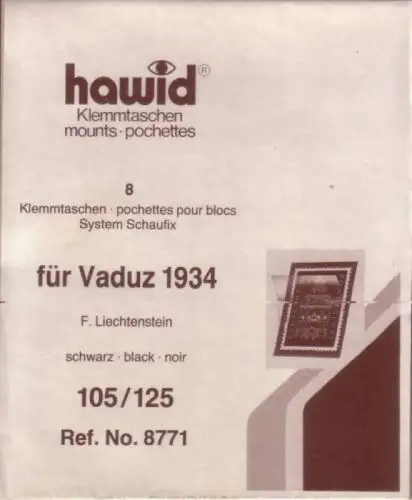 hawid®
Klemmtaschen
mounts · pochettes
8
Klemmtaschen · pochettes pour blocs
System Schaufix
für Vaduz 1934
F. Liechtenstein
schwarz · black · noir
105/125
Ref. No. 8771